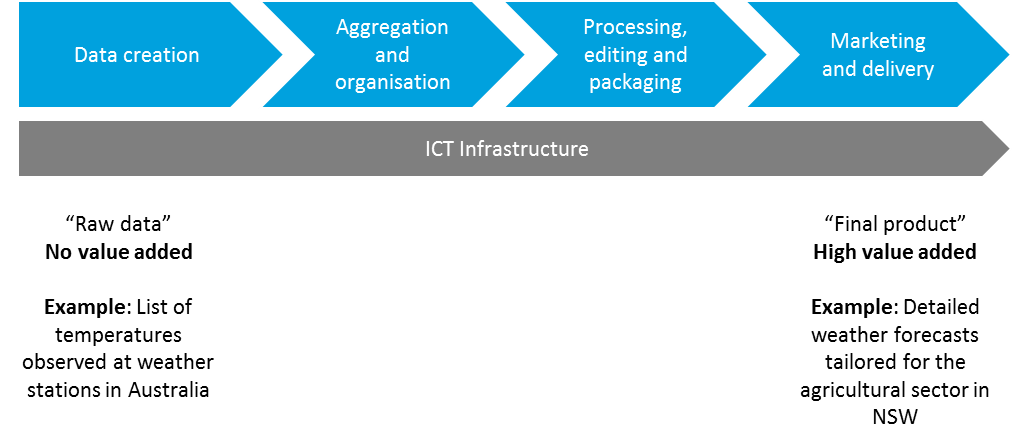 Data creation
Aggregation
and
organisation
Processing,
editing and
packaging
Marketing
and delivery
ICT Infrastructure
“Raw data”
No value added
Example: List of
temperatures
observed at weather
stations in Australia
“Final product”
High value added
Example: Detailed
weather forecasts
tailored for the
agricultural sector in
NSW